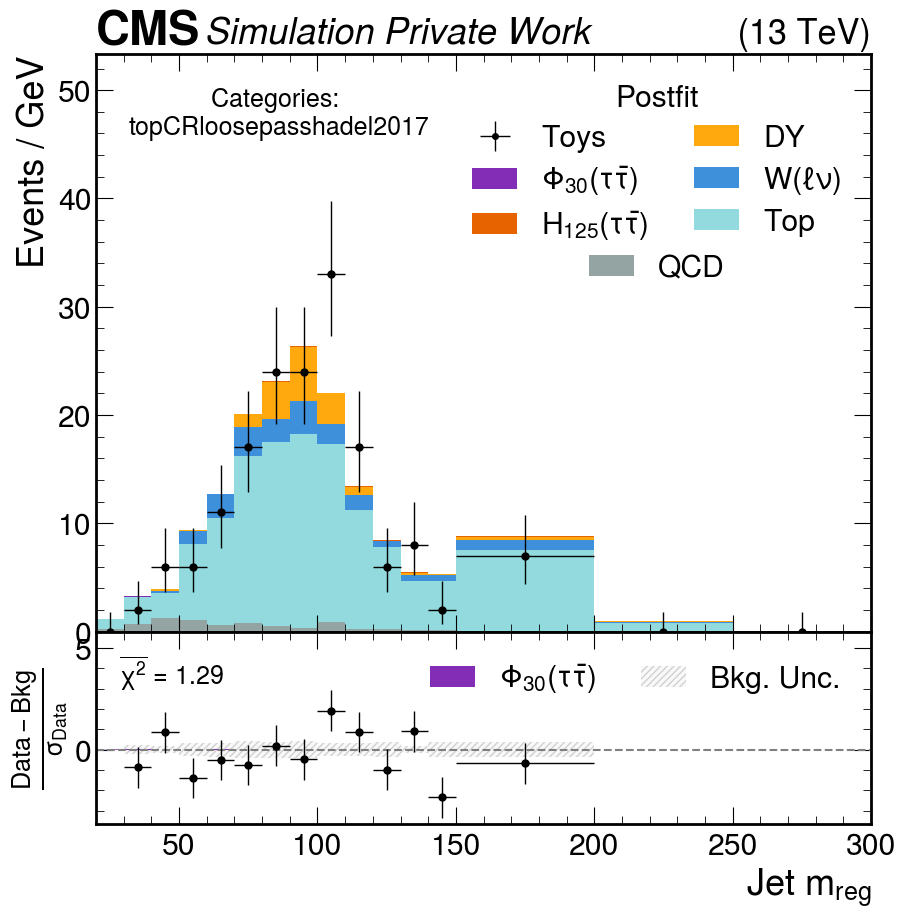 CMS Simulation Private Work (13 TeV)
Events / GeV
50
40
30
20
10
0
Categories:
topCRloosepasshadel2017
Postfit
Toys
Φ30(ττ̄)
H125(ττ̄)
DY
W(ℓν)
Top
QCD
Data – Bkg
σData
5
0
χ² = 1.29
Φ30(ττ̄)
Bkg. Unc.
50 100 150 200 250 300
Jet mreg